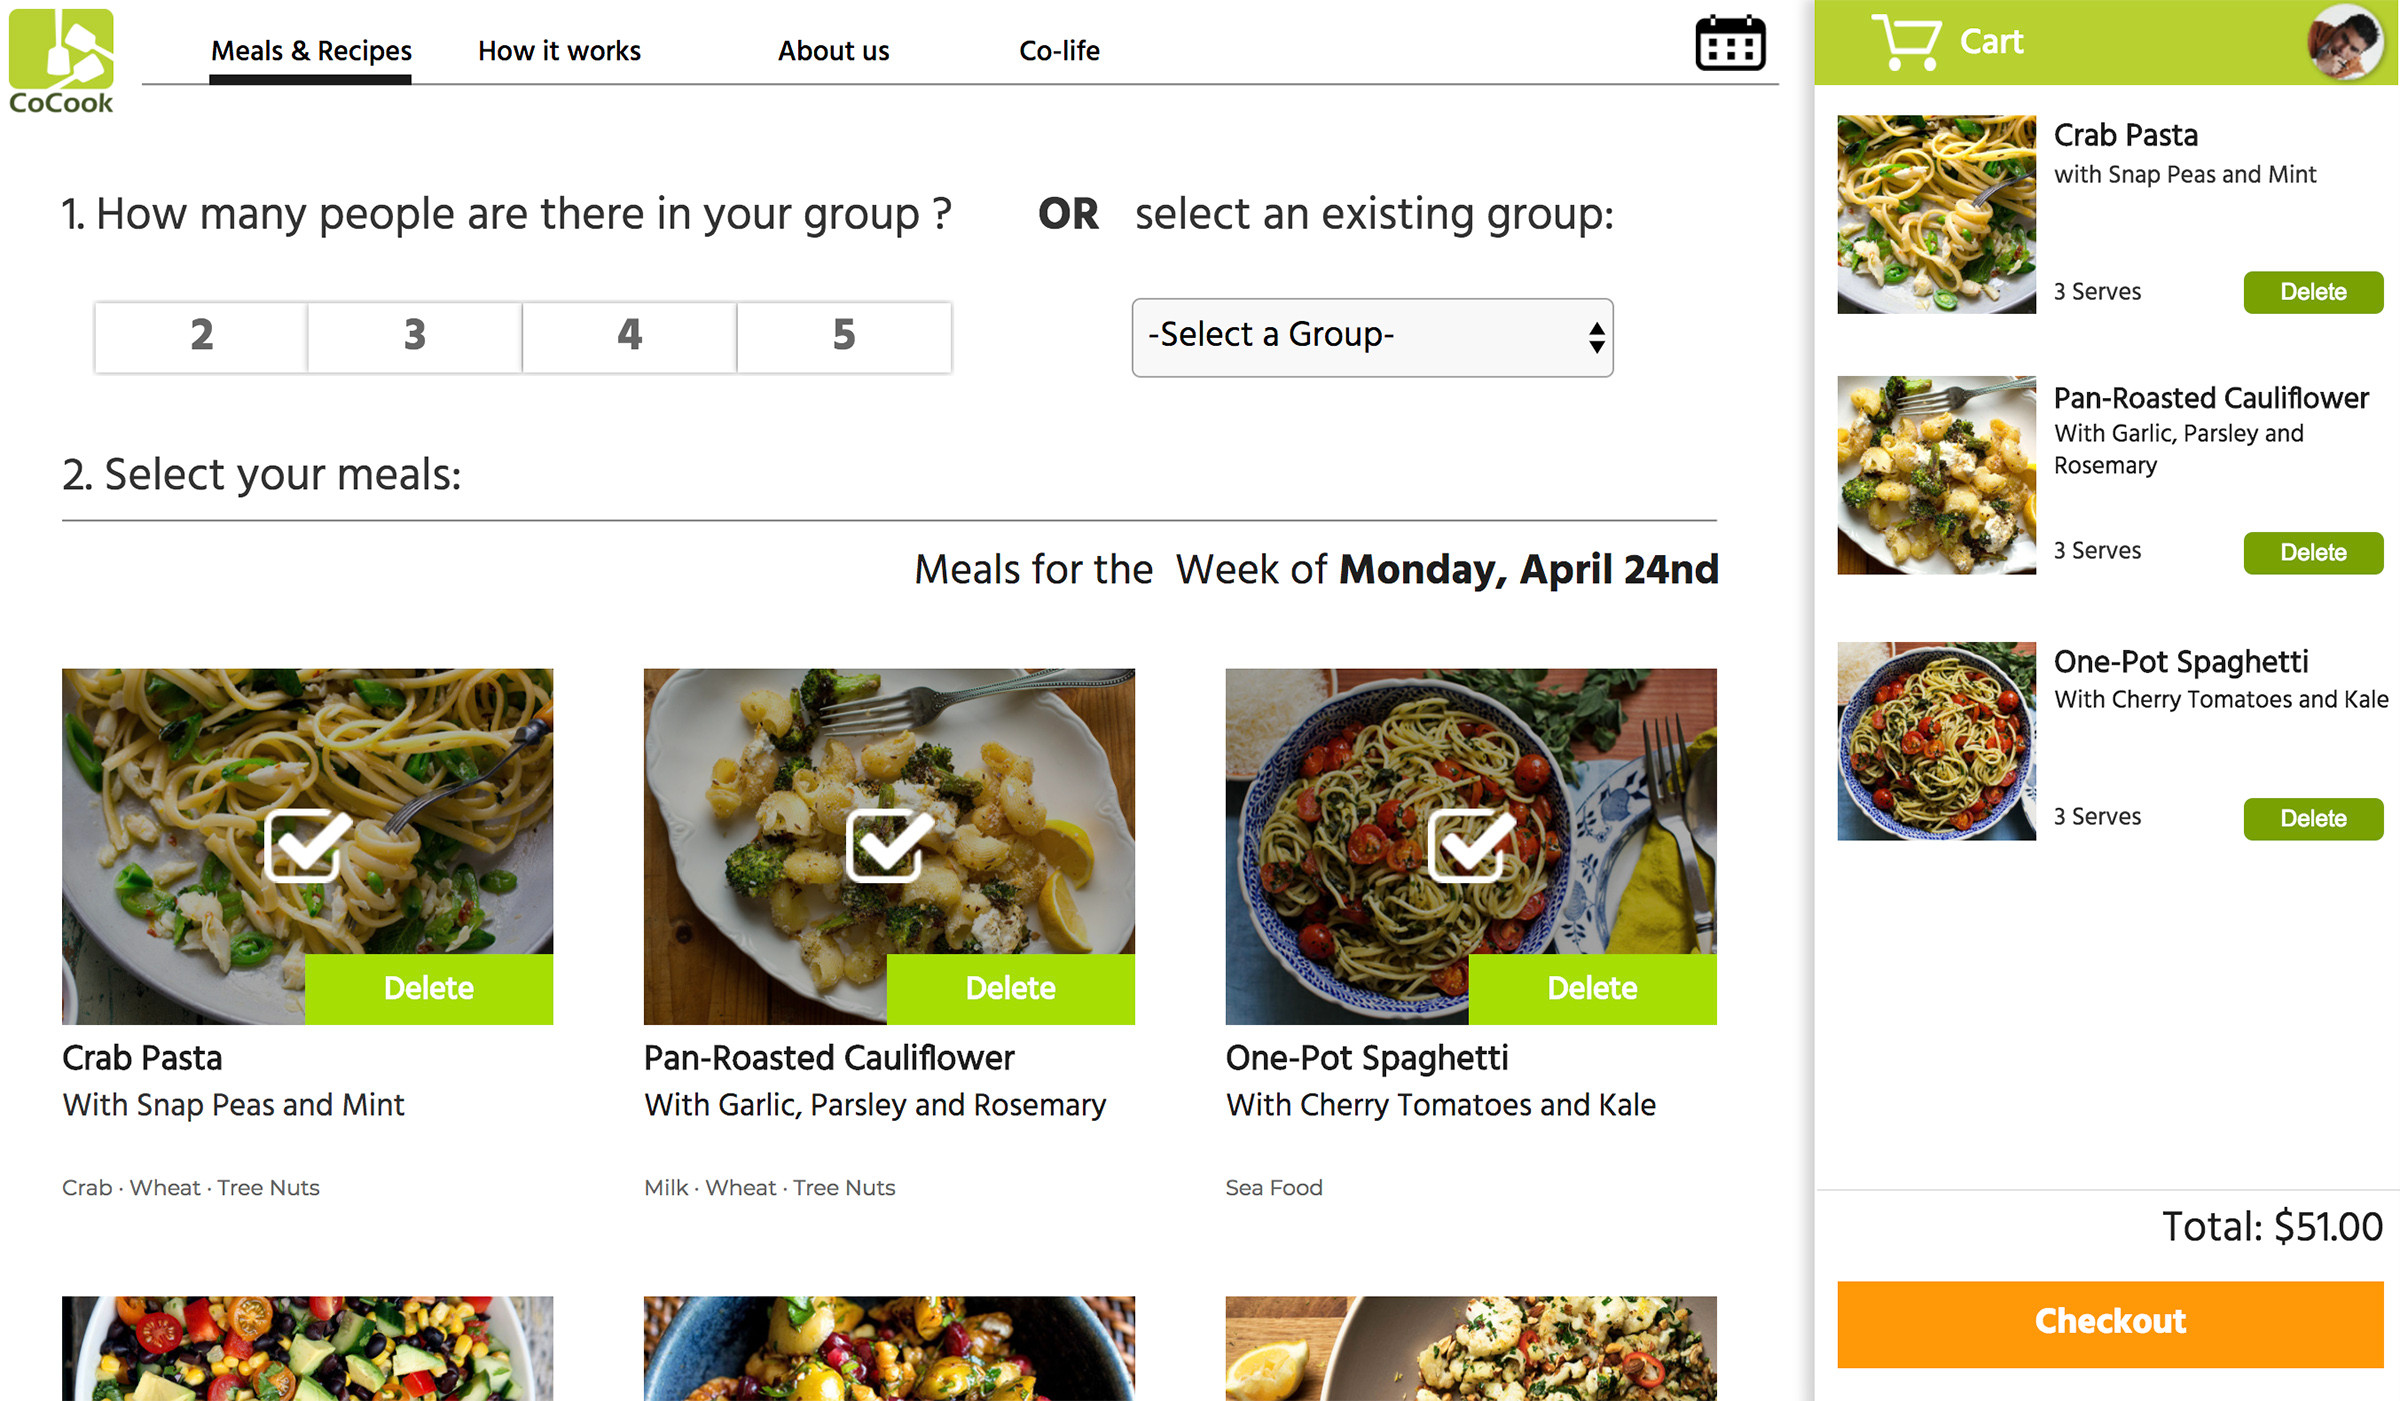 CoCook
Meals & Recipes
How it works
About us
Co-life
Cart
1. How many people are there in your group ?
OR select an existing group:
2
3
4
5
-Select a Group-
2. Select your meals:
Meals for the Week of Monday, April 24nd
Delete
Crab Pasta
With Snap Peas and Mint
Crab · Wheat · Tree Nuts
Delete
Pan-Roasted Cauliflower
With Garlic, Parsley and Rosemary
Milk · Wheat · Tree Nuts
Delete
One-Pot Spaghetti
With Cherry Tomatoes and Kale
Sea Food
Crab Pasta
with Snap Peas and Mint
3 Serves
Delete
Pan-Roasted Cauliflower
With Garlic, Parsley and
Rosemary
3 Serves
Delete
One-Pot Spaghetti
With Cherry Tomatoes and Kale
3 Serves
Delete
Total: $51.00
Checkout